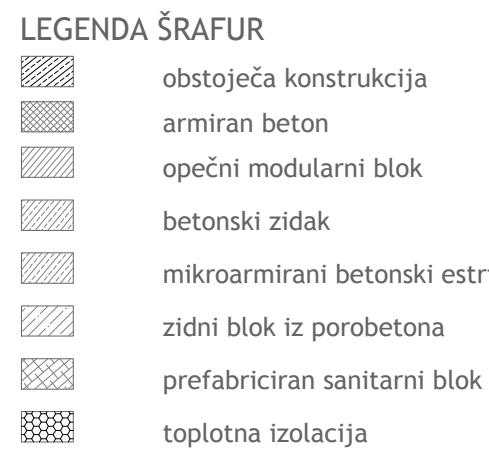 LEGENDA ŠRAFUR
obstoječa konstrukcija
armiran beton
opečni modularni blok
betonski zidak
mikroarmirani betonski estri
zidni blok iz porobetona
prefabriciran sanitarni blok
toplotna izolacija